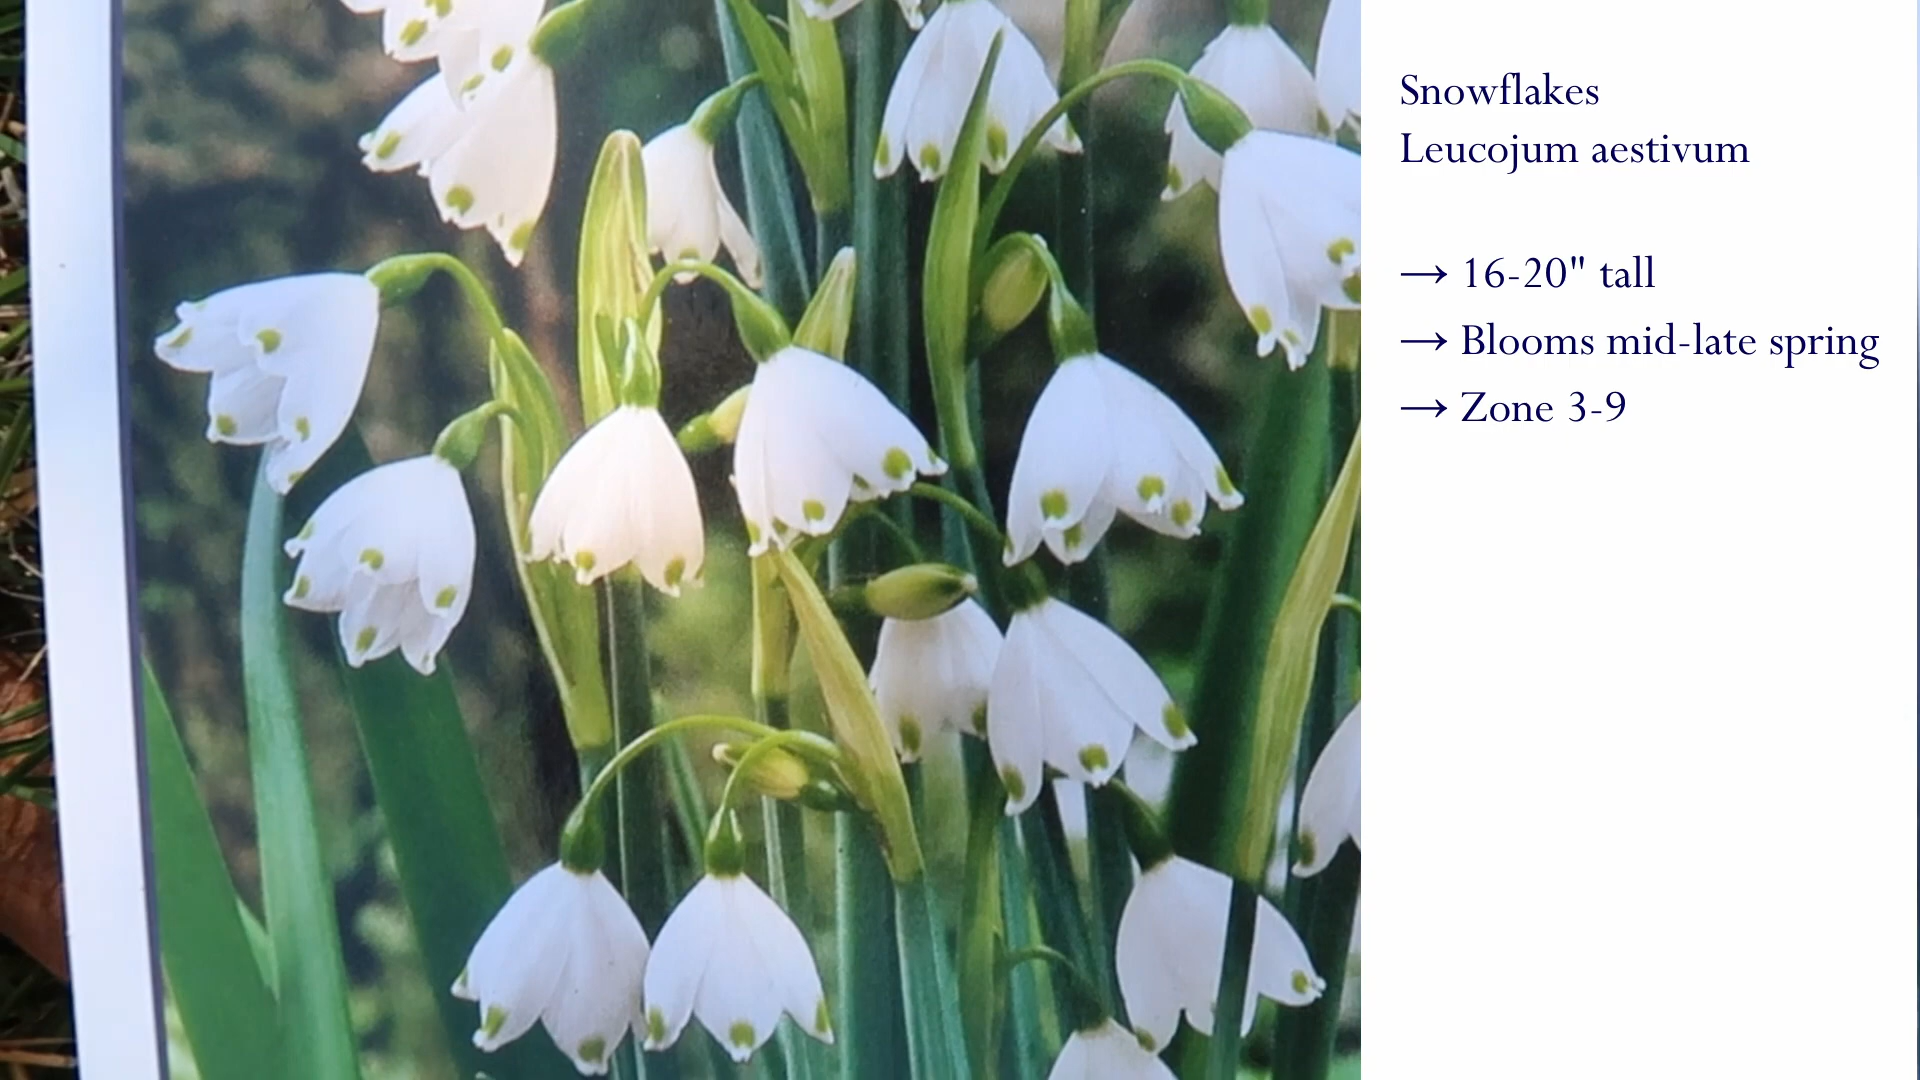 Snowflakes
Leucojum aestivum
→ 16-20" tall
→ Blooms mid-late spring
→ Zone 3-9